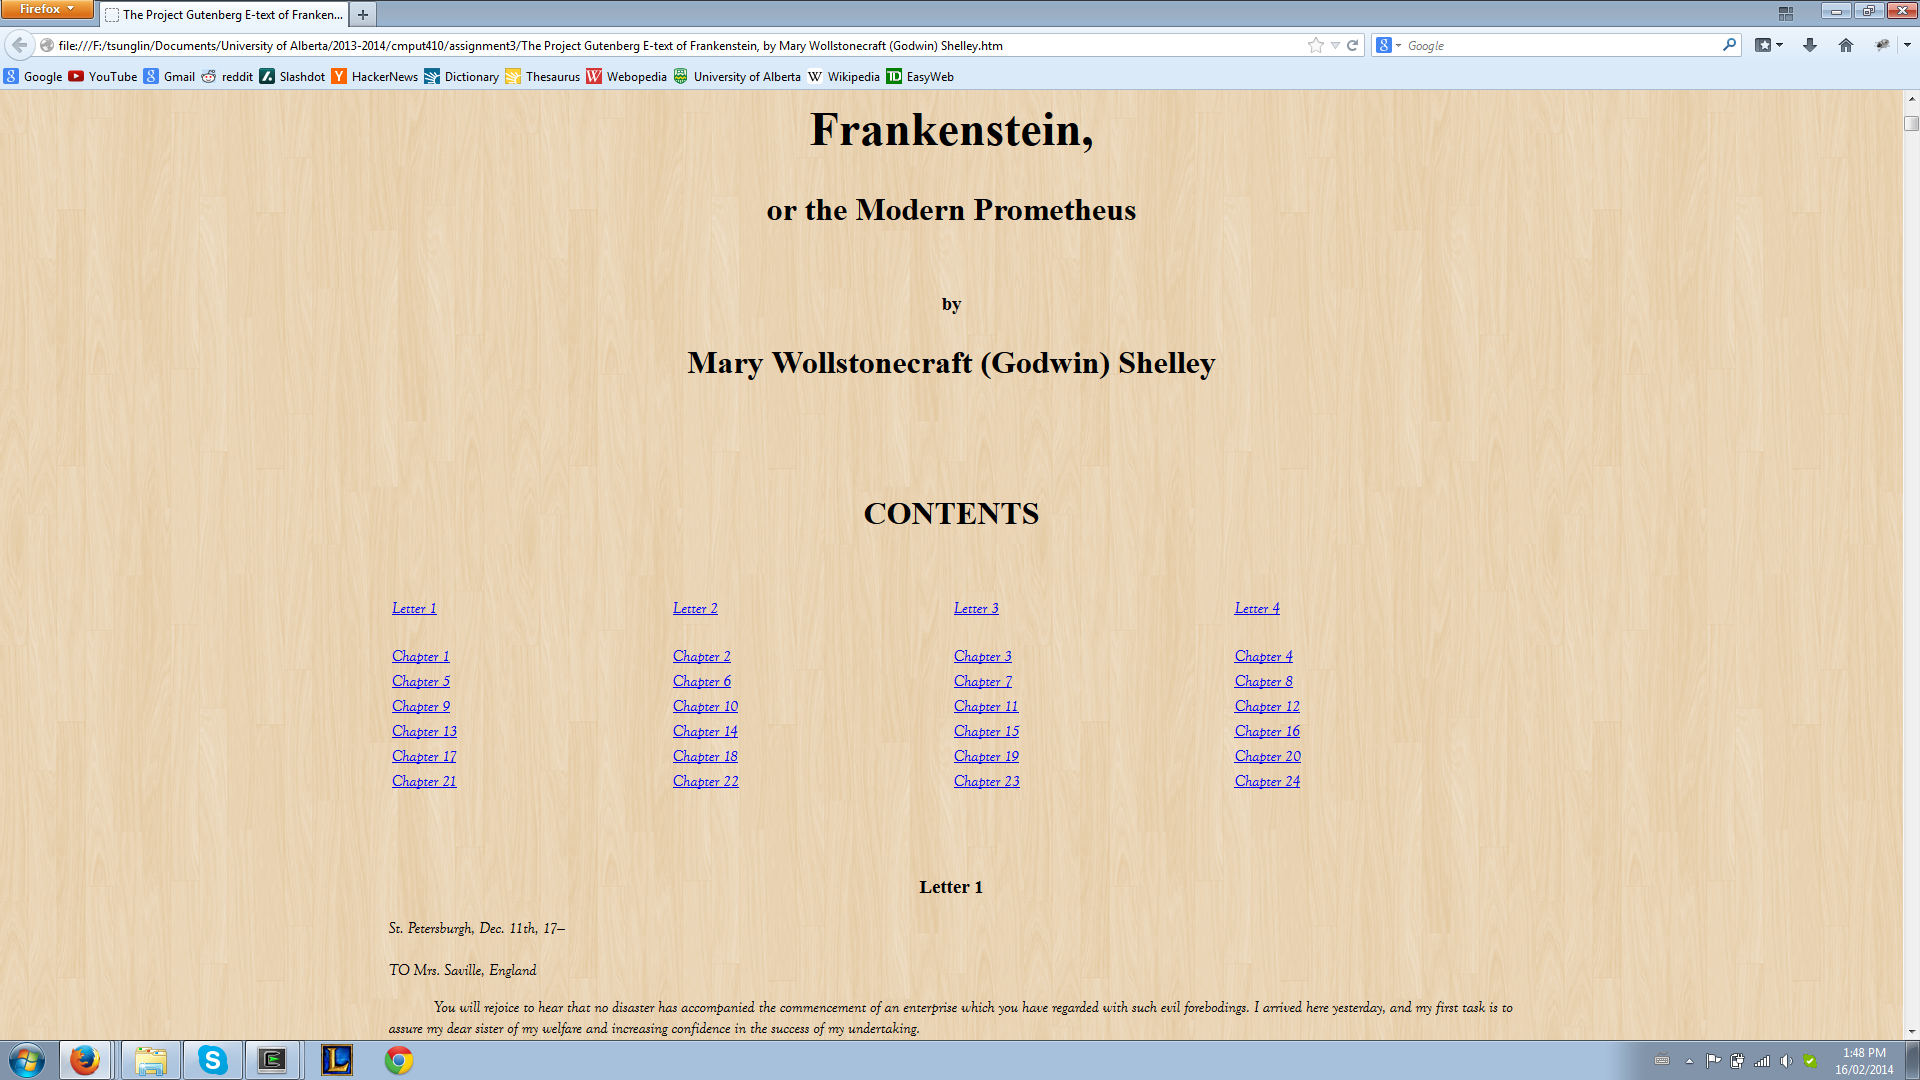 Firefox
The Project Gutenberg E-text of Franken...
file:///F:/tsunglin/Documents/University of Alberta/2013-2014/cmput410/assignment3/The Project Gutenberg E-text of Frankenstein, by Mary Wollstonecraft (Godwin) Shelley.htm
Google
Google YouTube Gmail reddit Slashdot HackerNews Dictionary Thesaurus Webopedia University of Alberta Wikipedia EasyWeb
Frankenstein,
or the Modern Prometheus
by
Mary Wollstonecraft (Godwin) Shelley
CONTENTS
Letter 1 Letter 2 Letter 3 Letter 4
Chapter 1 Chapter 2 Chapter 3 Chapter 4
Chapter 5 Chapter 6 Chapter 7 Chapter 8
Chapter 9 Chapter 10 Chapter 11 Chapter 12
Chapter 13 Chapter 14 Chapter 15 Chapter 16
Chapter 17 Chapter 18 Chapter 19 Chapter 20
Chapter 21 Chapter 22 Chapter 23 Chapter 24
Letter 1
St. Petersburgh, Dec. 11th, 17—
TO Mrs. Saville, England
You will rejoice to hear that no disaster has accompanied the commencement of an enterprise which you have regarded with such evil forebodings. I arrived here yesterday, and my first task is to
assure my dear sister of my welfare and increasing confidence in the success of my undertaking.
1:48 PM
16/02/2014